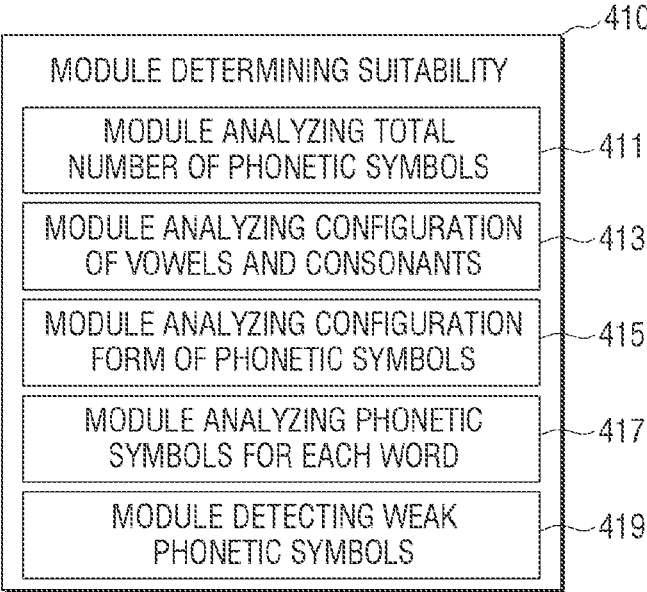 410
MODULE DETERMINING SUITABILITY
MODULE ANALYZING TOTAL
NUMBER OF PHONETIC SYMBOLS
411
MODULE ANALYZING CONFIGURATION
OF VOWELS AND CONSONANTS
413
MODULE ANALYZING CONFIGURATION
FORM OF PHONETIC SYMBOLS
415
MODULE ANALYZING PHONETIC
SYMBOLS FOR EACH WORD
417
MODULE DETECTING WEAK
PHONETIC SYMBOLS
419